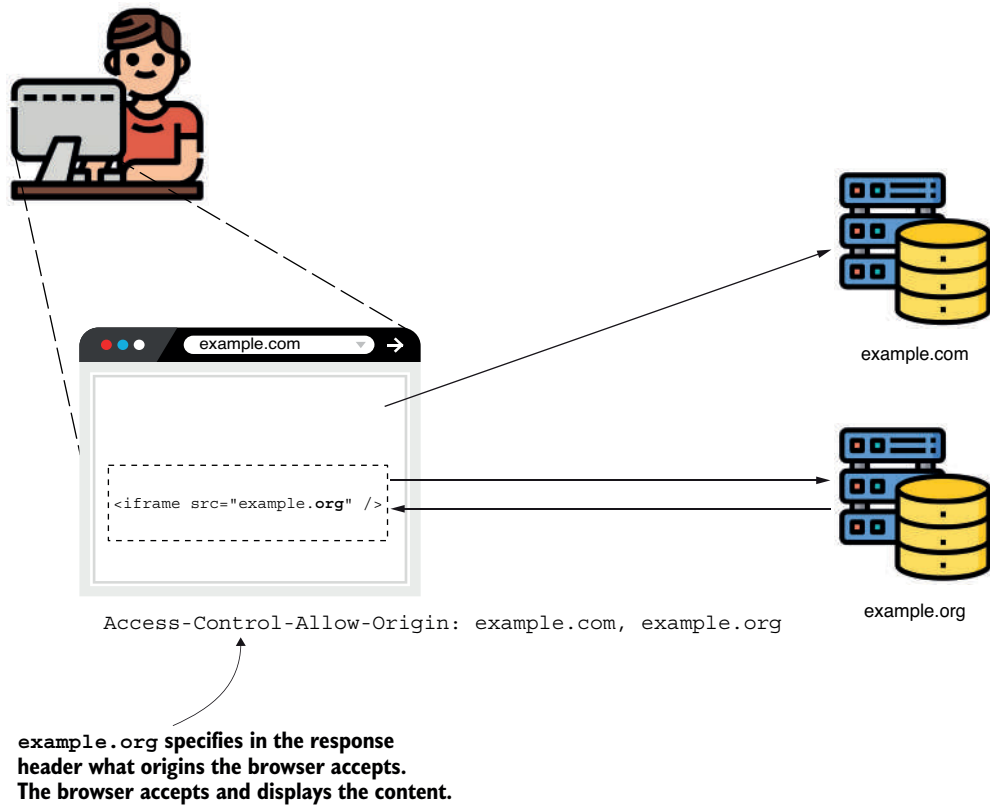 example.com
example.com
<iframe src="example.org" />
example.org
Access-Control-Allow-Origin: example.com, example.org
example.org specifies in the response
header what origins the browser accepts.
The browser accepts and displays the content.